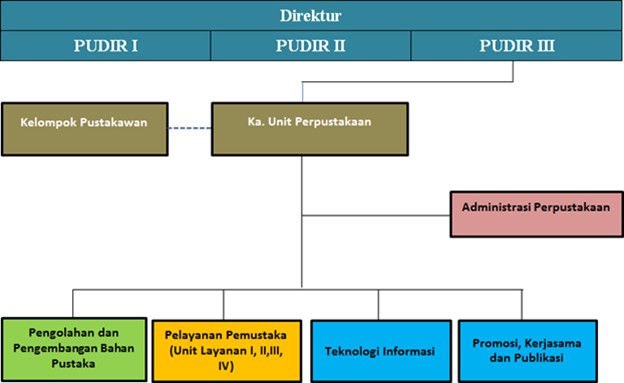 Direktur
PUDIR I
PUDIR II
PUDIR III
Kelompok Pustakawan
Ka. Unit Perpustakaan
Administrasi Perpustakaan
Pengolahan dan
Pengembangan Bahan
Pustaka
Pelayanan Pemustaka
(Unit Layanan I, II,III,
IV)
Teknologi Informasi
Promosi, Kerjasama
dan Publikasi